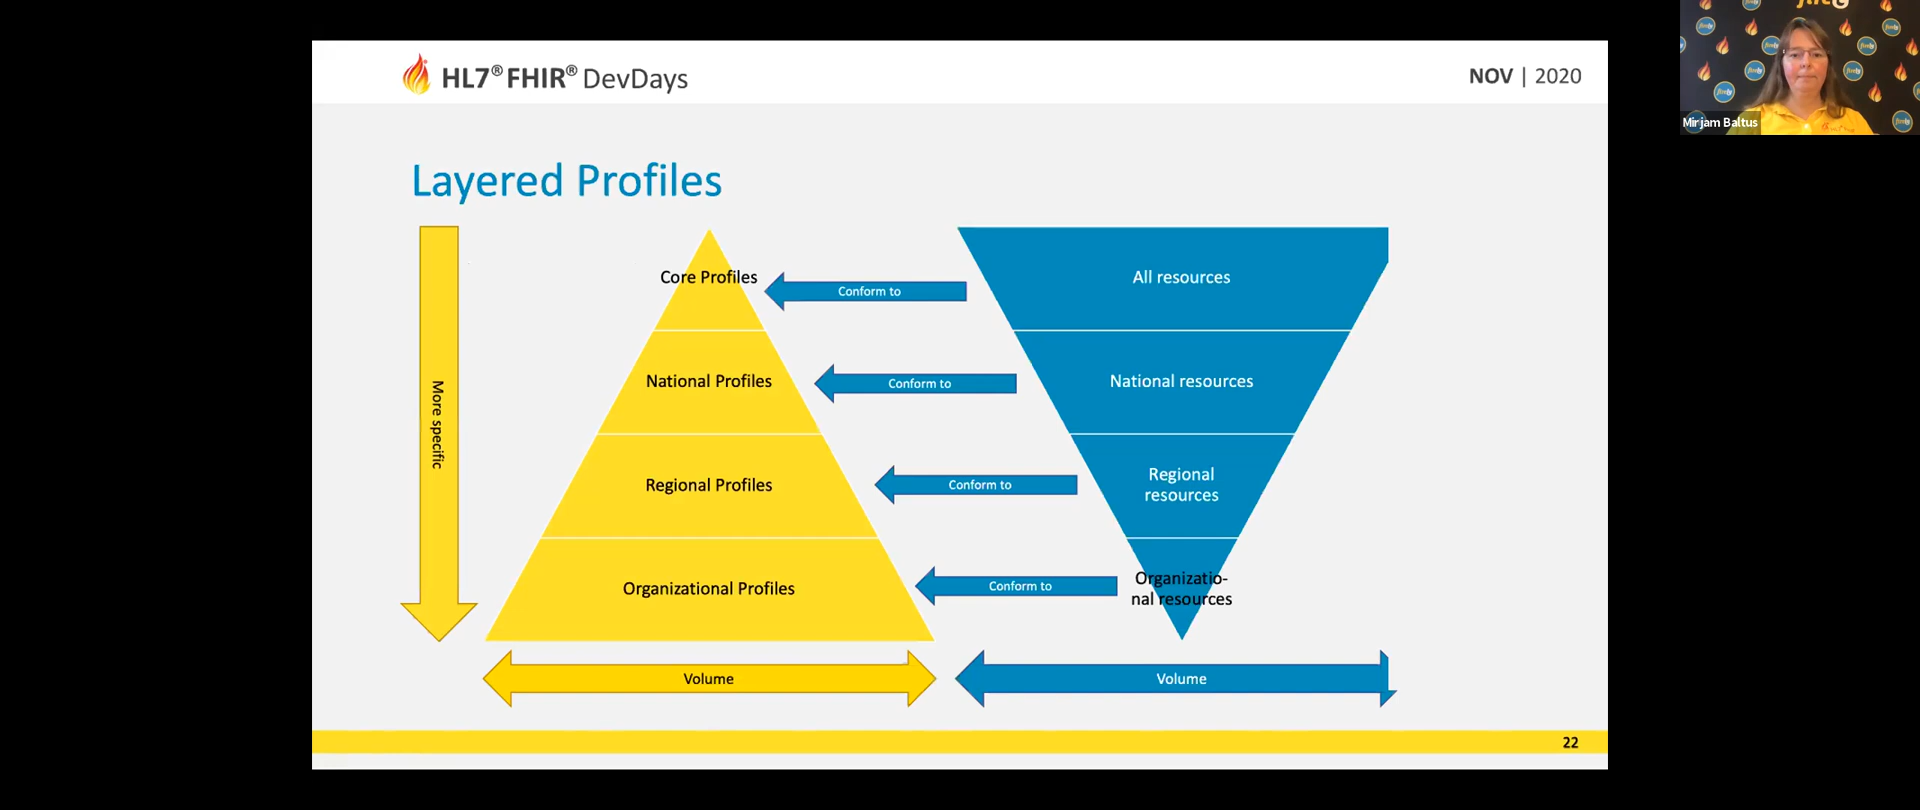 HL7® FHIR® DevDays
NOV | 2020
Mirjam Baltus
Layered Profiles
More specific
Core Profiles
Conform to
All resources
National Profiles
Conform to
National resources
Regional Profiles
Conform to
Regional
resources
Organizational Profiles
Conform to
Organizatio-
nal resources
Volume
Volume
22